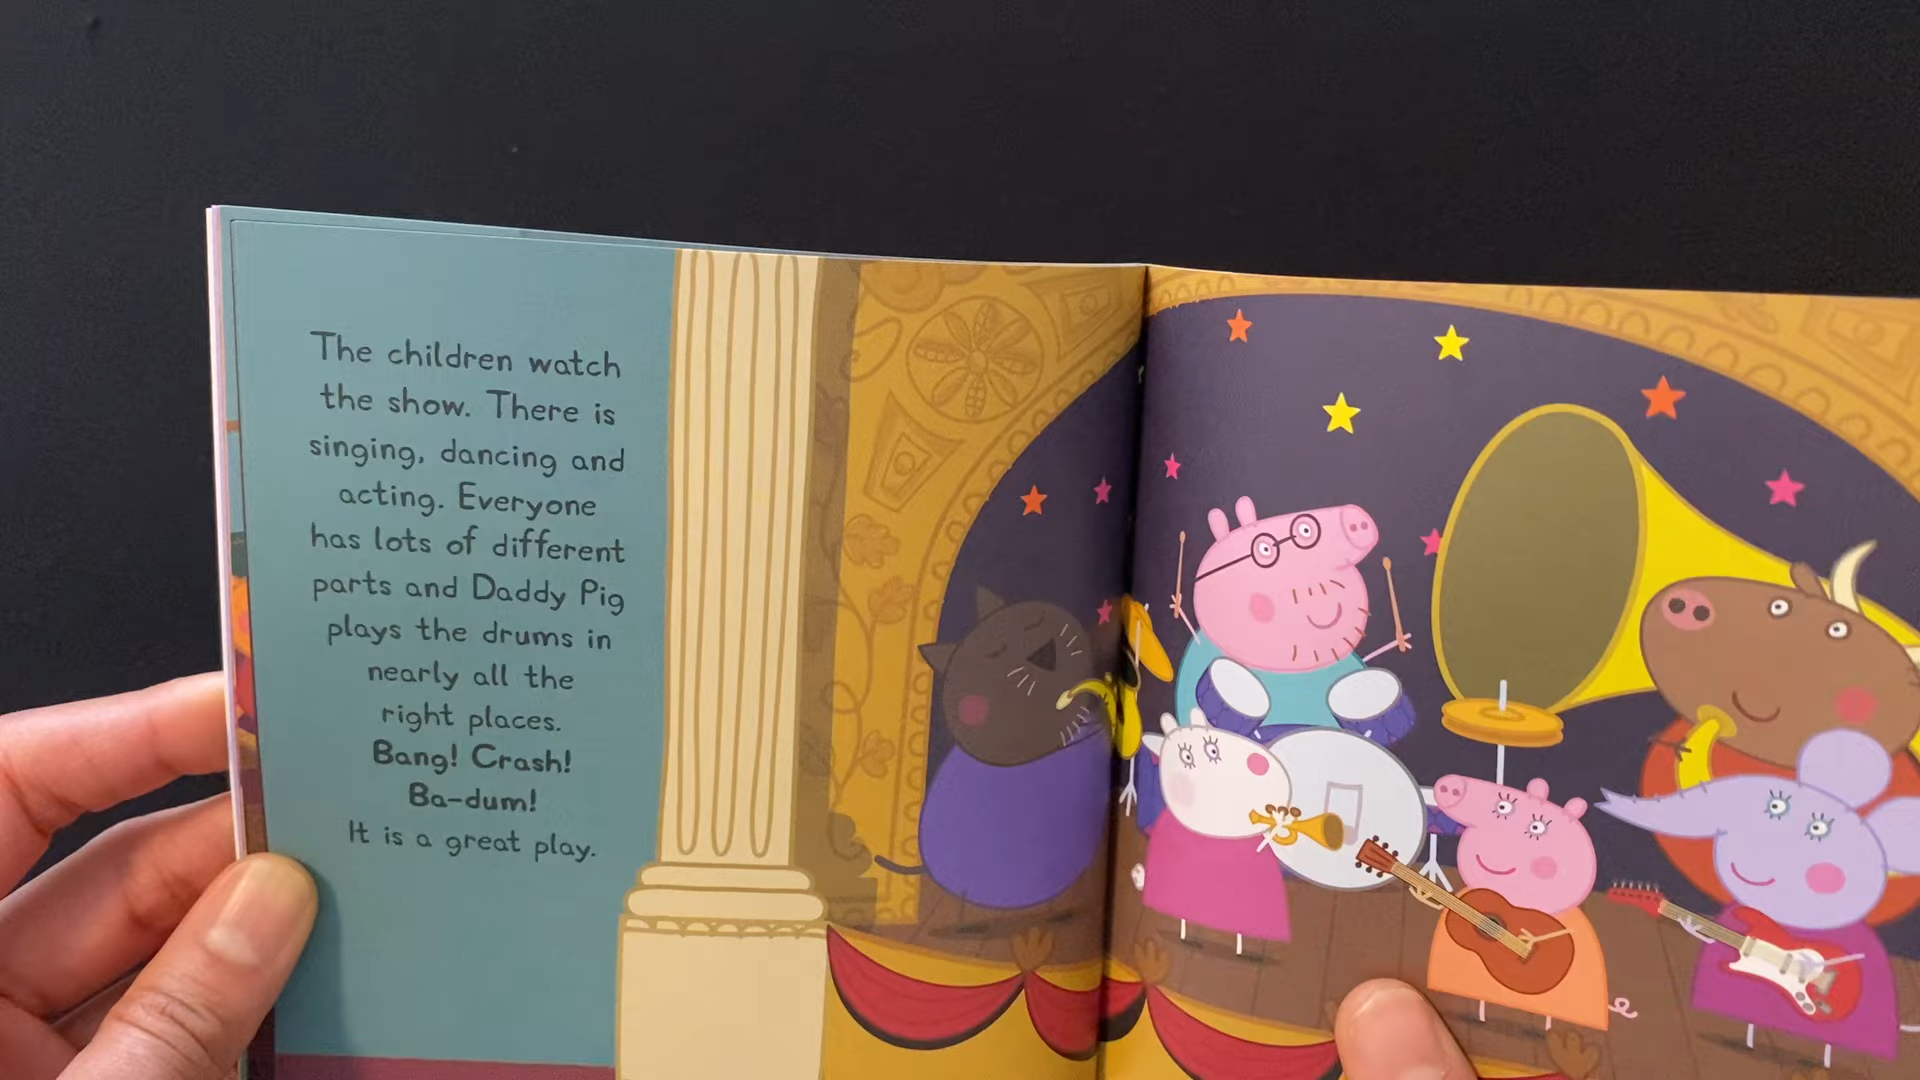 The children watch
the show. There is
singing, dancing and
acting. Everyone
has lots of different
parts and Daddy Pig
plays the drums in
nearly all the
right places.
Bang! Crash!
Ba-dum!
It is a great play.